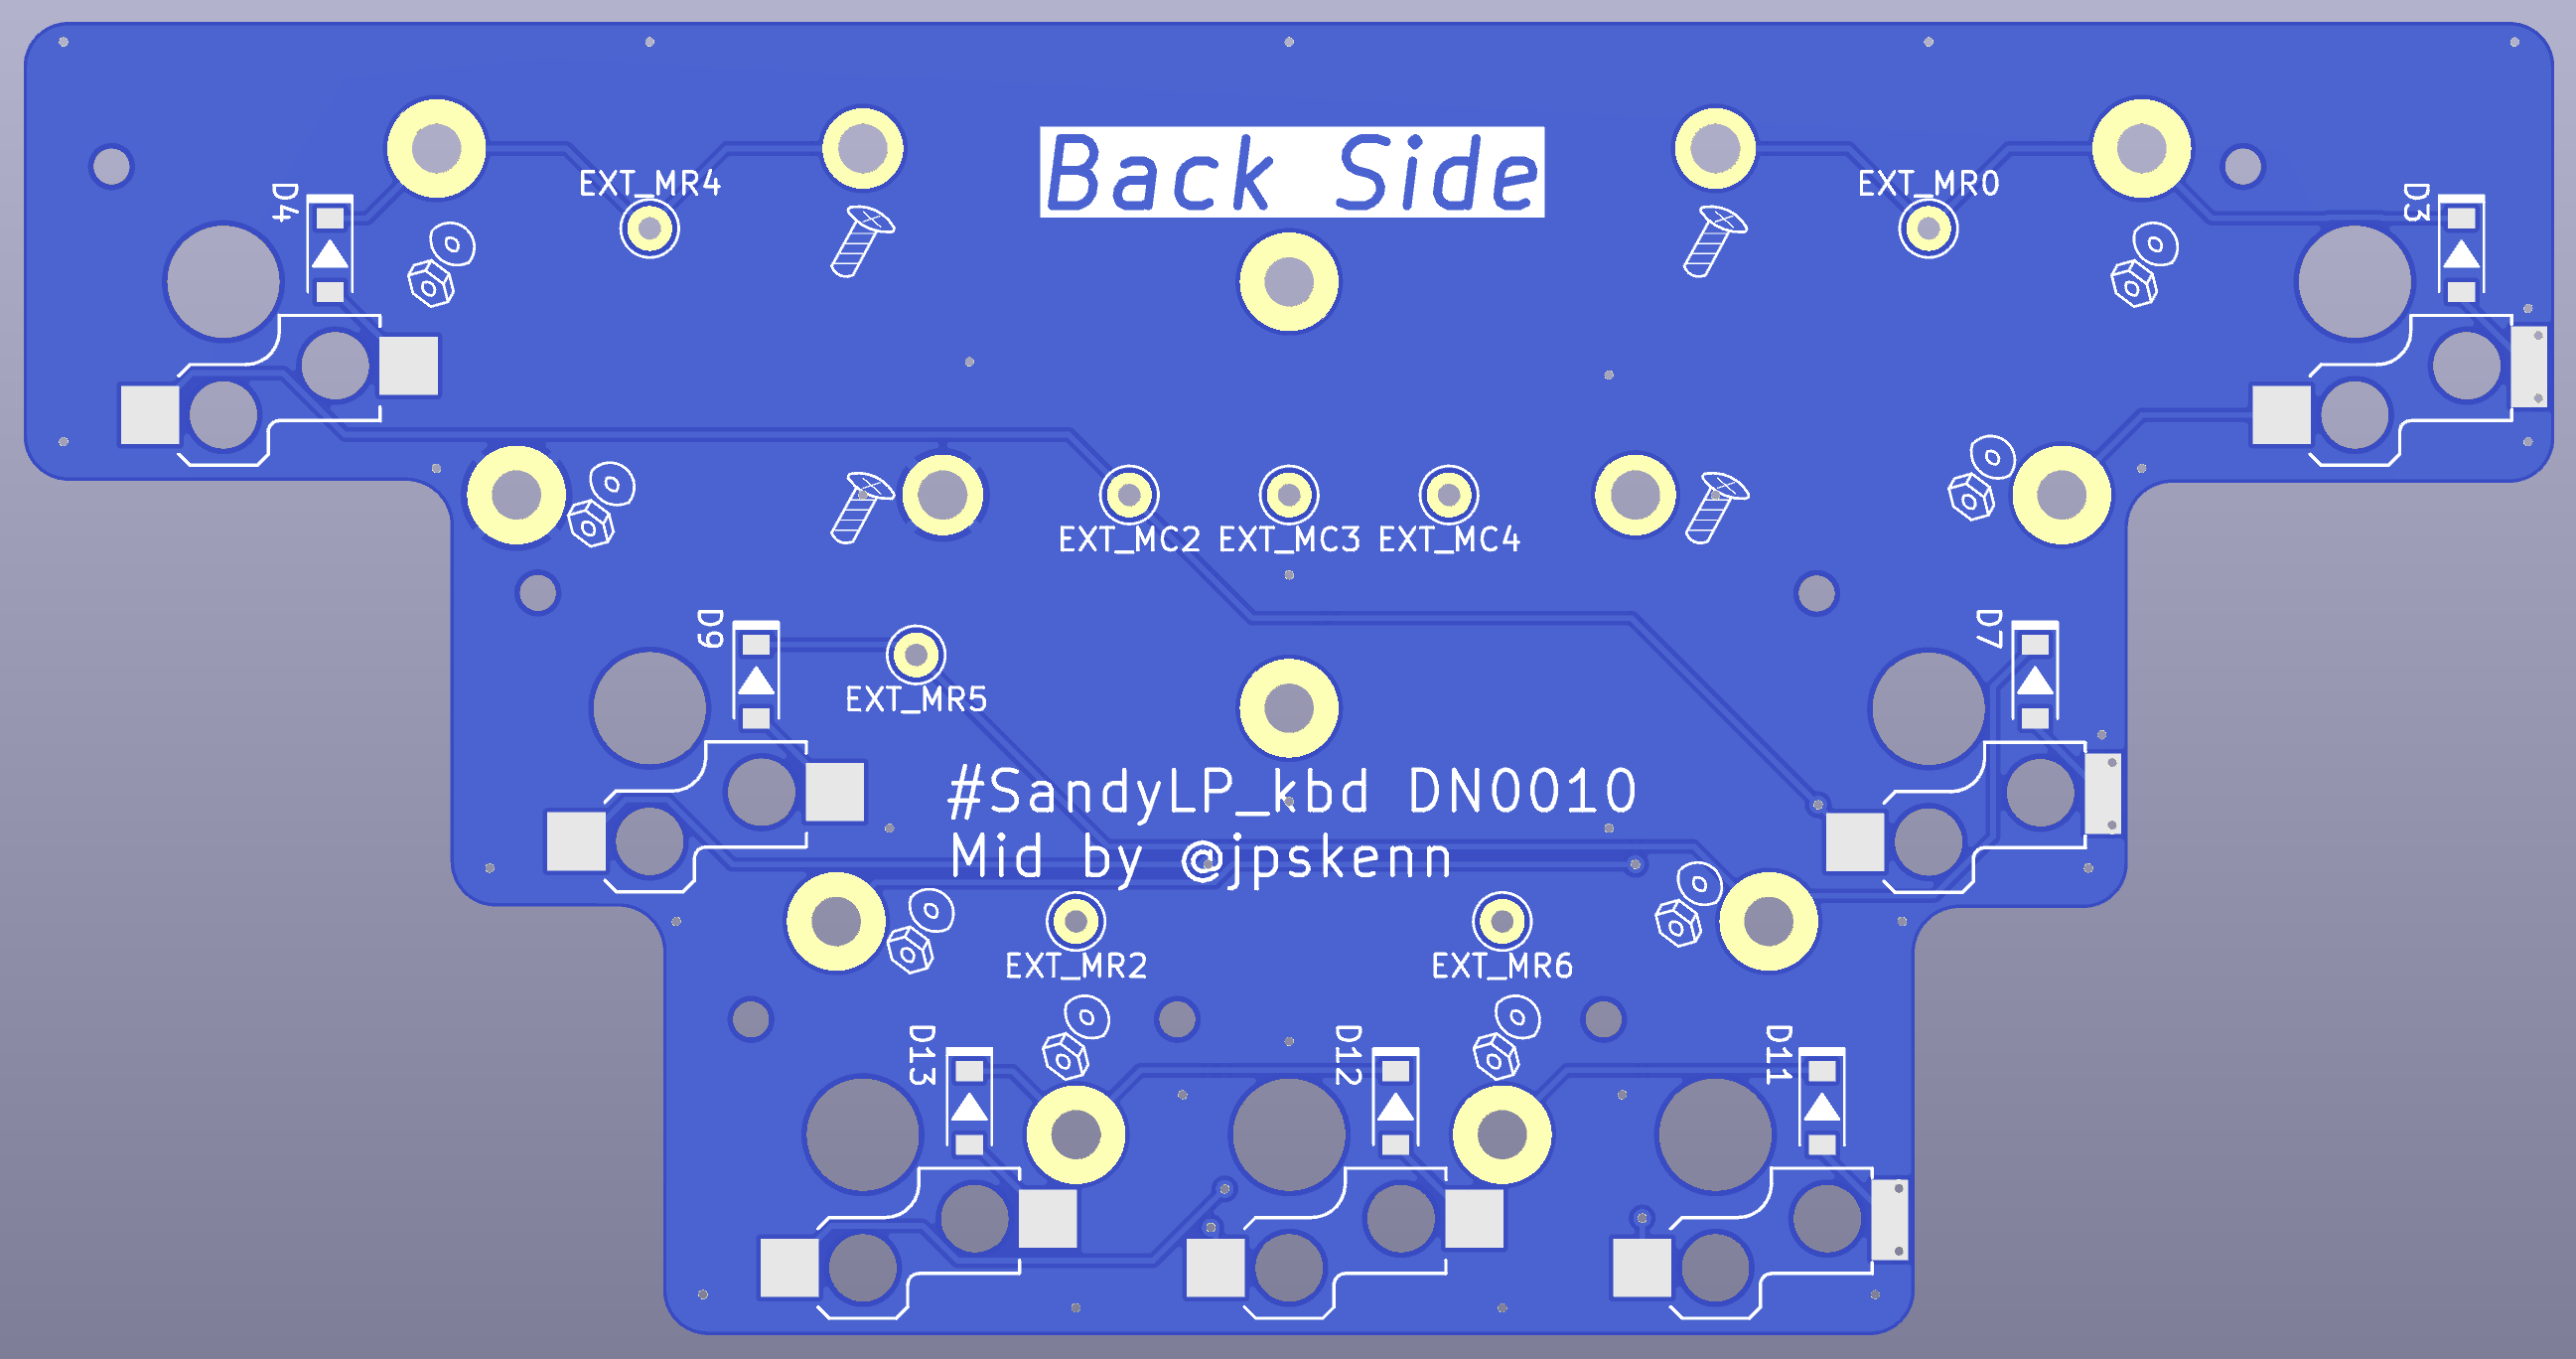 Back Side
EXT_MR4
EXT_MR0
D4
D3
EXT_MC2
EXT_MC3
EXT_MC4
D9
D7
EXT_MR5
#SandyLP_kbd DN0010
Mid by @jpskenn
EXT_MR2
EXT_MR6
D13
D12
D11